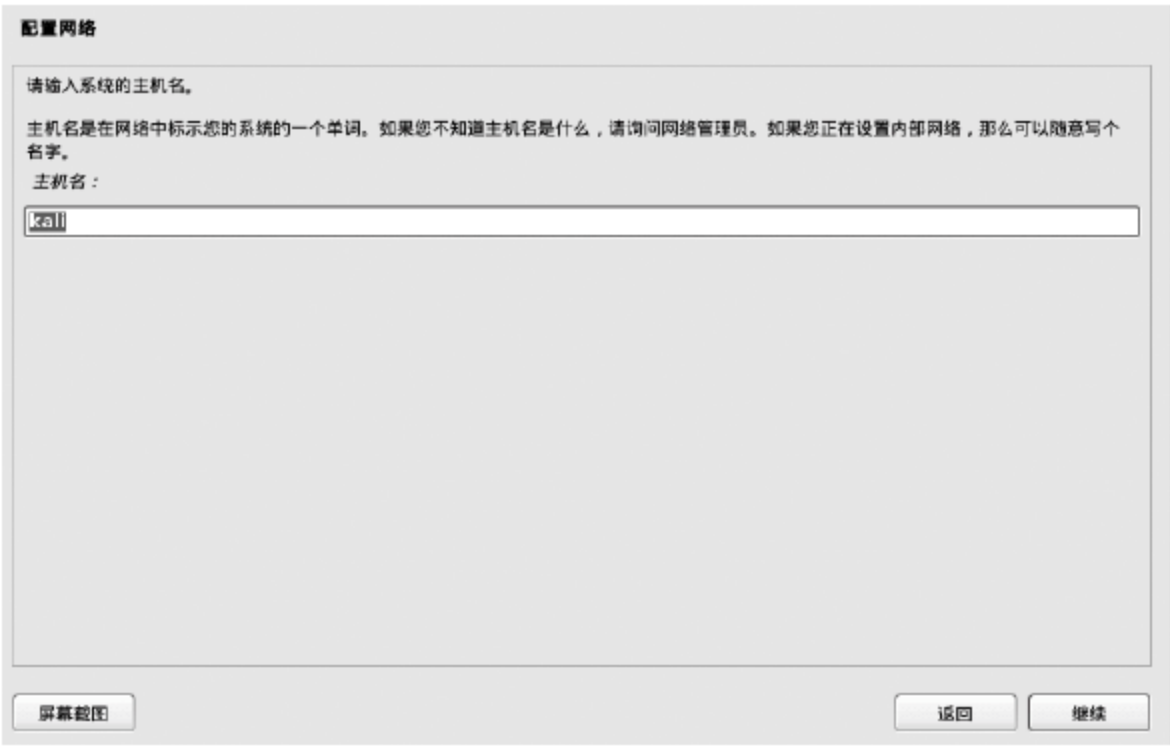 配置网络
请输入系统的主机名。
主机名是在网络中标示您的系统的一个单词。如果您不知道主机名是什么，请询问网络管理员。如果您正在设置内部网络，那么可以随意写个
名字。
主机名：
kali
屏幕截图
返回
继续